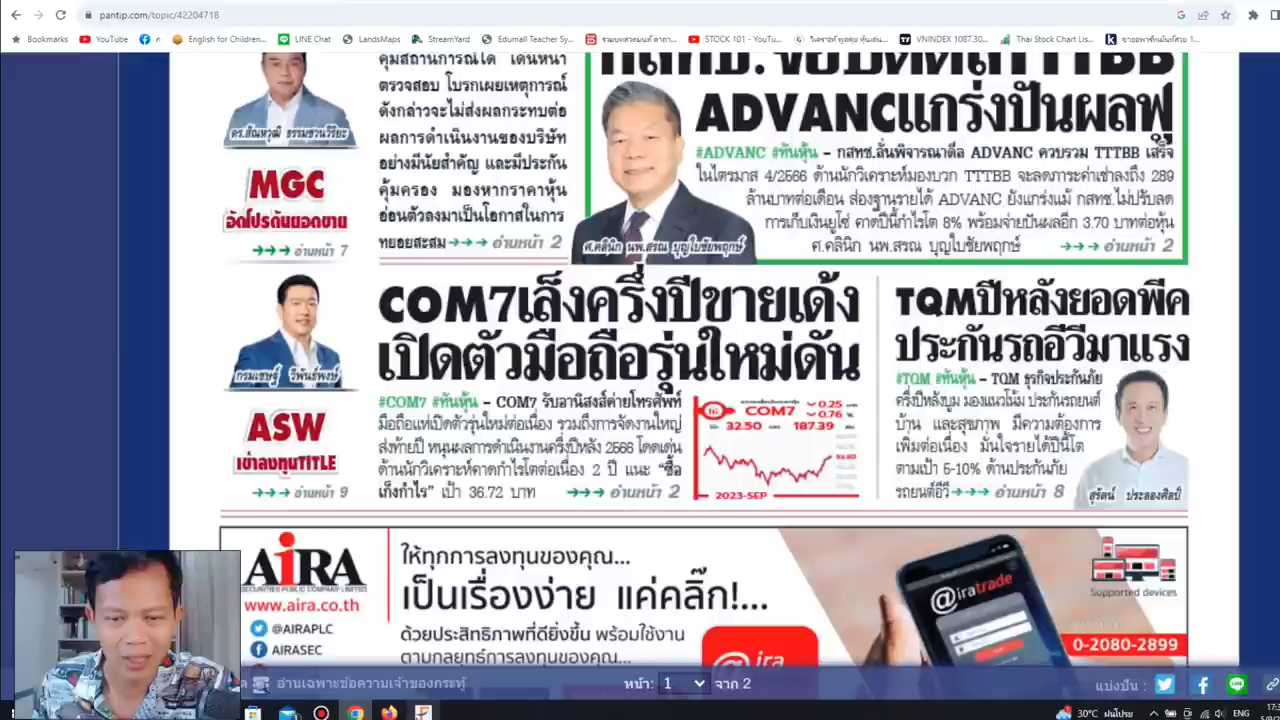 pantip.com/topic/42204718
Bookmarks
YouTube
English for Children...
LINE Chat
LandsMaps
StreamYard
Edumall Teacher Sy...
STOCK 101 - YouTu...
VNINDEX 1087.30...
Thai Stock Chart Lis...
คุมสถานการณ์ได้ เดินหน้า
ตรวจสอบ โบรกเผยเหตุการณ์
ดังกล่าวจะไม่ส่งผลกระทบต่อ
ผลการดำเนินงานของบริษัท
อย่างมีนัยสำคัญ และมีประกัน
คุ้มครอง มองหากราคาหุ้น
อ่อนตัวลงมาเป็นโอกาสในการ
ทยอยสะสม อ่านหน้า 2
MGC
อัดโปรดันยอดขาย
อ่านหน้า 7
ADVANCแกร่งปันผลฟู
#ADVANC #ทันหุ้น – กสทช.ลั่นพิจารณาดีล ADVANC ควบรวม TTTBB เสร็จ
ในไตรมาส 4/2566 ด้านนักวิเคราะห์มองบวก TTTBB จะลดภาระค่าเช่าลงถึง 289
ล้านบาทต่อเดือน ส่องฐานรายได้ ADVANC ยังแกร่งแม้ กสทช.ไม่ปรับลด
การเก็บเงินยูโซ่ คาดปีนี้กำไรโต 8% พร้อมจ่ายปันผลอีก 3.70 บาทต่อหุ้น
ศ.คลินิก นพ.สรณ บุญใบชัยพฤกษ์ อ่านหน้า 2
ศ.คลินิก นพ.สรณ บุญใบชัยพฤกษ์
ASW
เข้าลงทุนTITLE
อ่านหน้า 9
COM7เล็งครึ่งปีขายเด้ง
เปิดตัวมือถือรุ่นใหม่ดัน
#COM7 #ทันหุ้น – COM7 รับอานิสงส์ค่ายโทรศัพท์
มือถือแห่เปิดตัวรุ่นใหม่ต่อเนื่อง รวมถึงการจัดงานใหญ่
ส่งท้ายปี หนุนผลการดำเนินงานครึ่งปีหลัง 2566 โดดเด่น
ด้านนักวิเคราะห์คาดกำไรโตต่อเนื่อง 2 ปี แนะ “ซื้อ
เก็งกำไร” เป้า 36.72 บาท อ่านหน้า 2
COM7
0.25
0.76 %
32.50
187.39
2023-SEP
TQMปีหลังยอดพีค
ประกันรถอีวีมาแรง
#TQM #ทันหุ้น – TQM ธุรกิจประกันภัย
ครึ่งปีหลังบูม มองแนวโน้ม ประกันรถยนต์
บ้าน และสุขภาพ มีความต้องการ
เพิ่มต่อเนื่อง มั่นใจรายได้ปีนี้โต
ตามเป้า 5-10% ด้านประกันภัย
รถยนต์อีวี อ่านหน้า 8
AiRA
SECURITIES PUBLIC COMPANY LIMITED
www.aira.co.th
@AIRAPLC
AIRASEC
ให้ทุกการลงทุนของคุณ...
เป็นเรื่องง่าย แค่คลิ๊ก!...
ด้วยประสิทธิภาพที่ดียิ่งขึ้น พร้อมใช้งาน
ตามกลยุทธ์การลงทุนของคุณ...
@ira
@iratrade
Supported devices
0-2080-2899
อ่านเฉพาะข้อความเจ้าของกระทู้
หน้า: 1 จาก 2
แบ่งปัน :
30°C
ENG